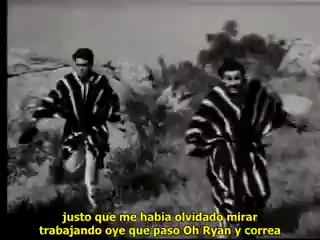 justo que me habia olvidado mirar
trabajando oye que paso Oh Ryan y correa